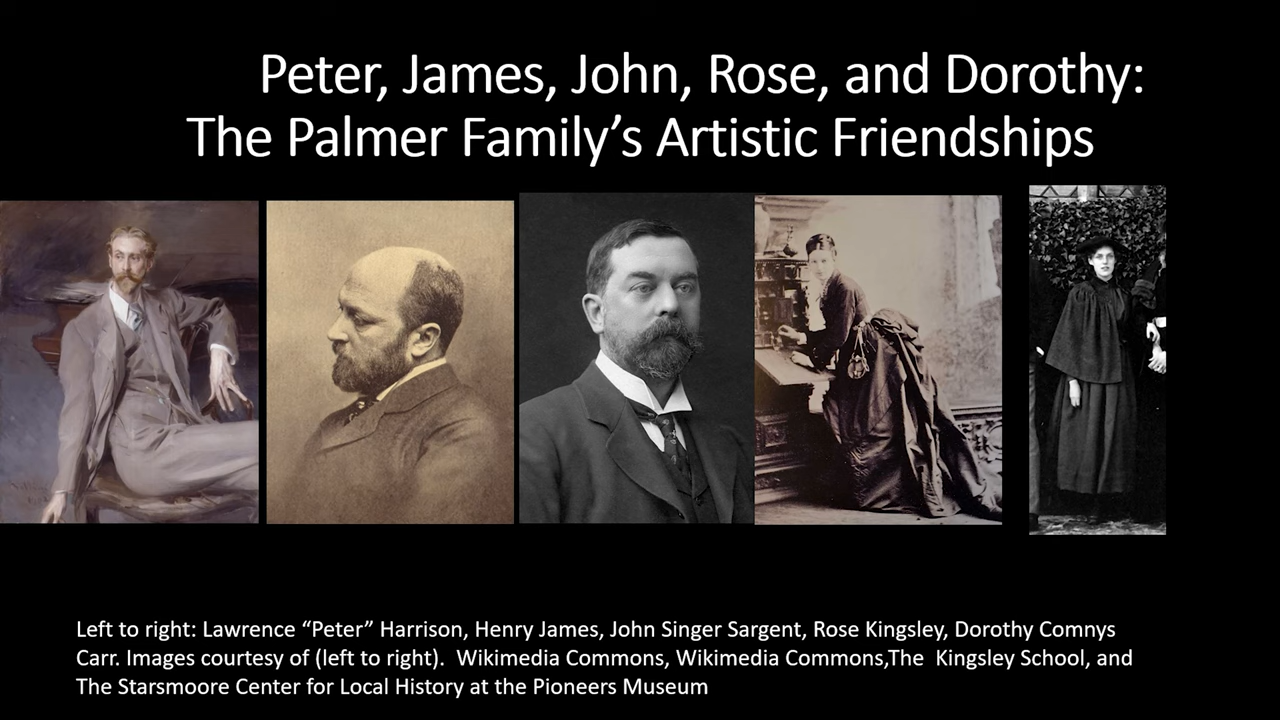 Peter, James, John, Rose, and Dorothy:
The Palmer Family’s Artistic Friendships
Left to right: Lawrence “Peter” Harrison, Henry James, John Singer Sargent, Rose Kingsley, Dorothy Comnys
Carr. Images courtesy of (left to right).  Wikimedia Commons, Wikimedia Commons,The  Kingsley School, and
The Starsmoore Center for Local History at the Pioneers Museum